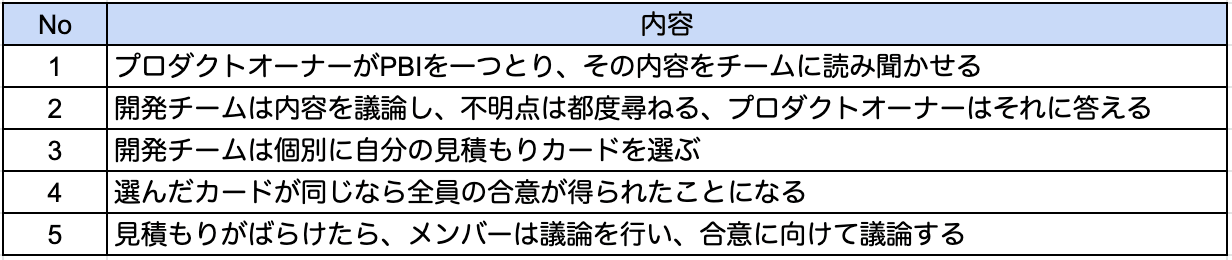 No 内容
1 プロダクトオーナーがPBIを一つとり、その内容をチームに読み聞かせる
2 開発チームは内容を議論し、不明点は都度尋ねる、プロダクトオーナーはそれに答える
3 開発チームは個別に自分の見積もりカードを選ぶ
4 選んだカードが同じなら全員の合意が得られたことになる
5 見積もりがばらけたら、メンバーは議論を行い、合意に向けて議論する